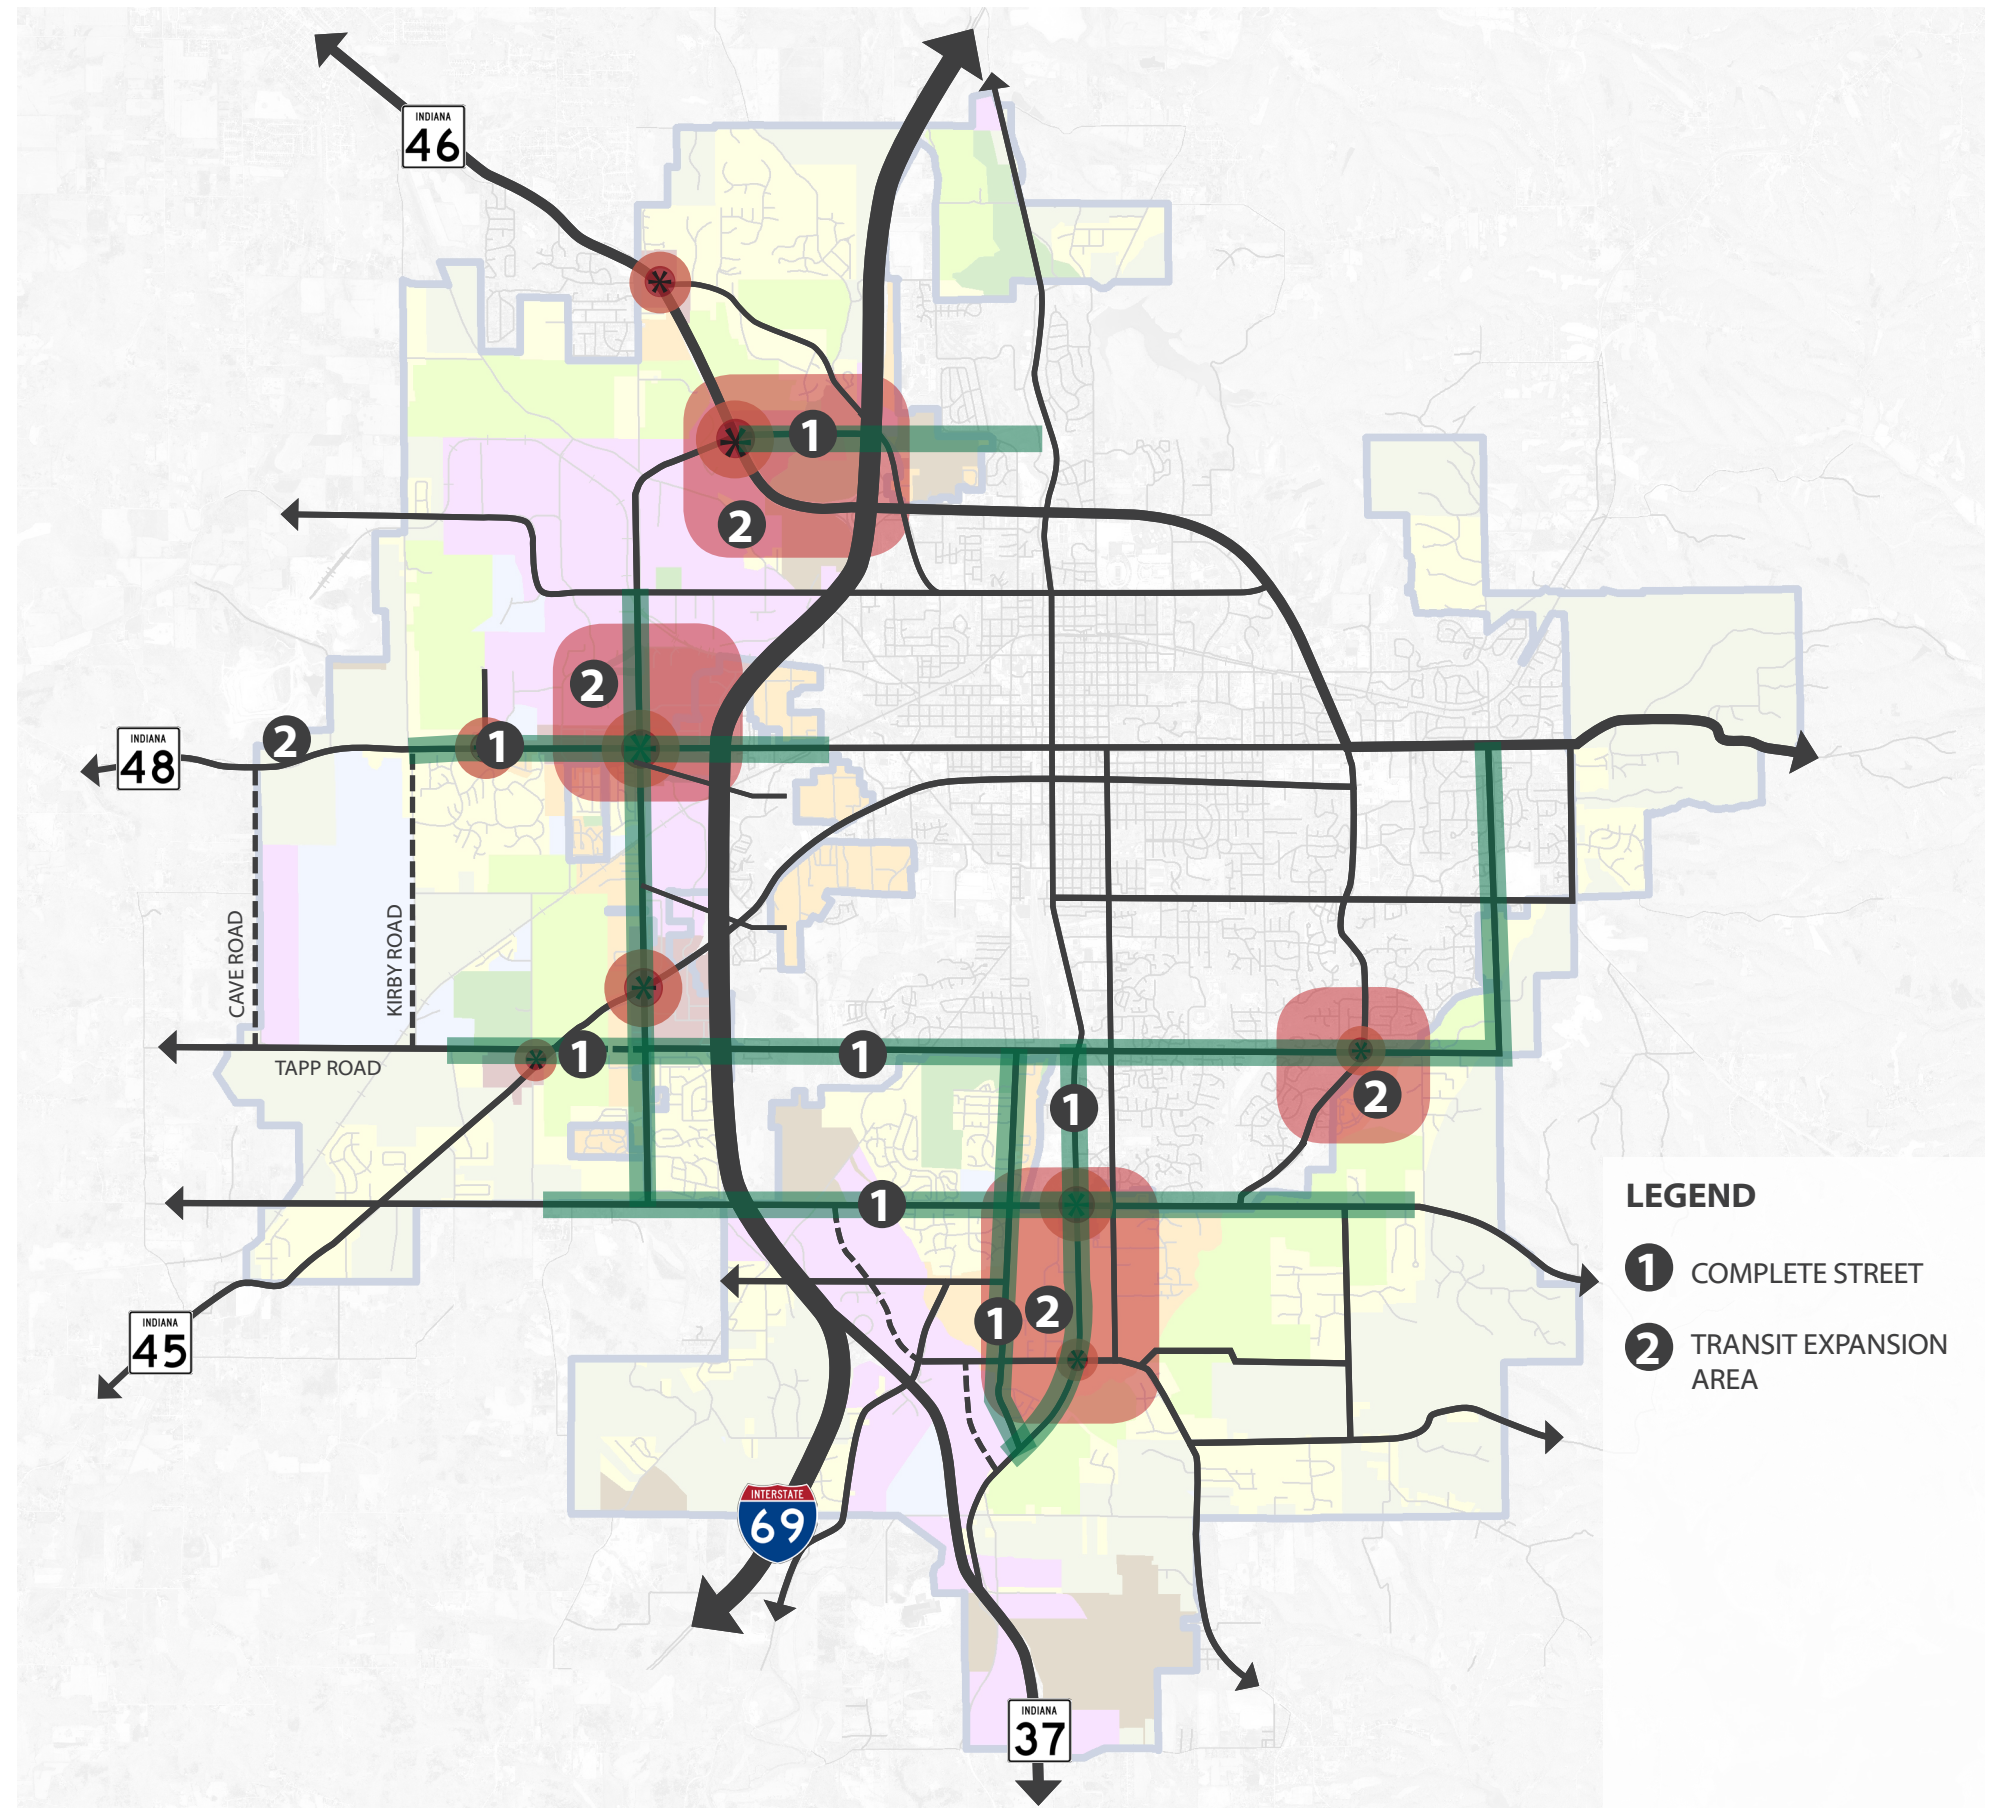 INDIANA
46
1
2
2
INDIANA
48
2
1
CAVE ROAD
KIRBY ROAD
TAPP ROAD
1
1
1
2
1
1
2
INDIANA
45
INTERSTATE
69
INDIANA
37
LEGEND
1 COMPLETE STREET
2 TRANSIT EXPANSION
AREA